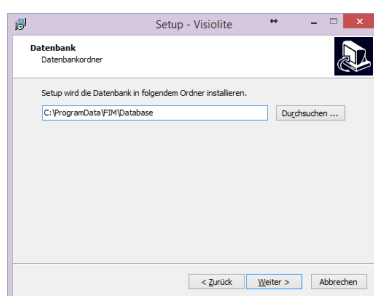 Setup - Visiolite
Datenbank
Datenbankordner
Setup wird die Datenbank in folgendem Ordner installieren.
C:\ProgramData\FIM\Database
Durchsuchen ...
< Zurück
Weiter >
Abbrechen